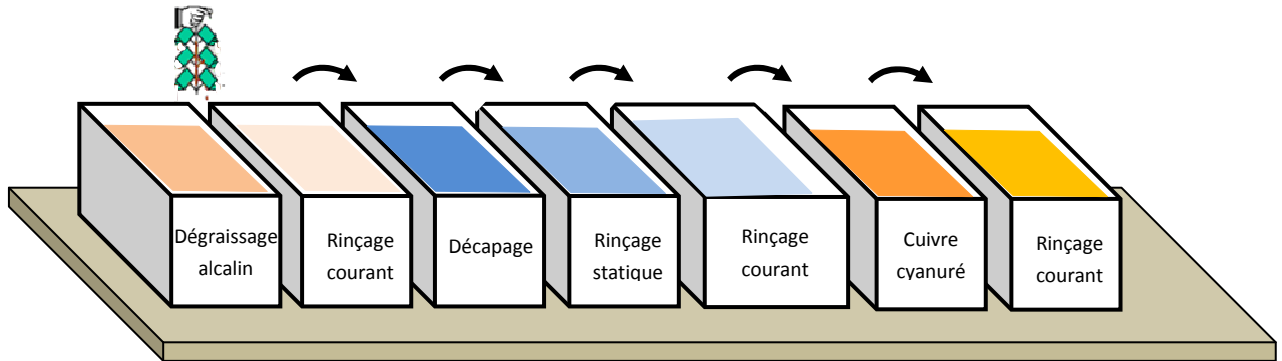 Dégraissage
alcalin
Rinçage
courant
Décapage
Rinçage
statique
Rinçage
courant
Cuivre
cyanuré
Rinçage
courant